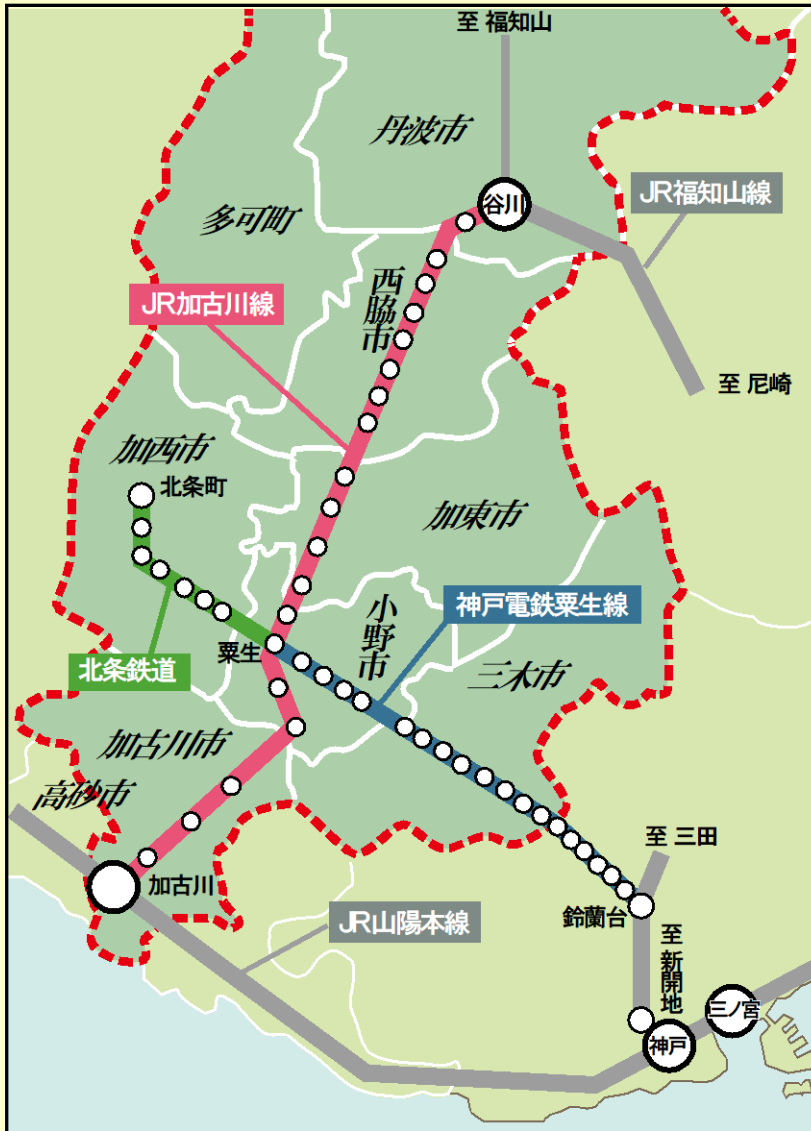 至 福知山
丹波市
谷川
JR福知山線
多可町
西脇市
JR加古川線
至 尼崎
加西市
北条町
加東市
神戸電鉄粟生線
小野市
粟生
北条鉄道
三木市
加古川市
高砂市
至 三田
加古川
鈴蘭台
JR山陽本線
至 新開地
三ノ宮
神戸